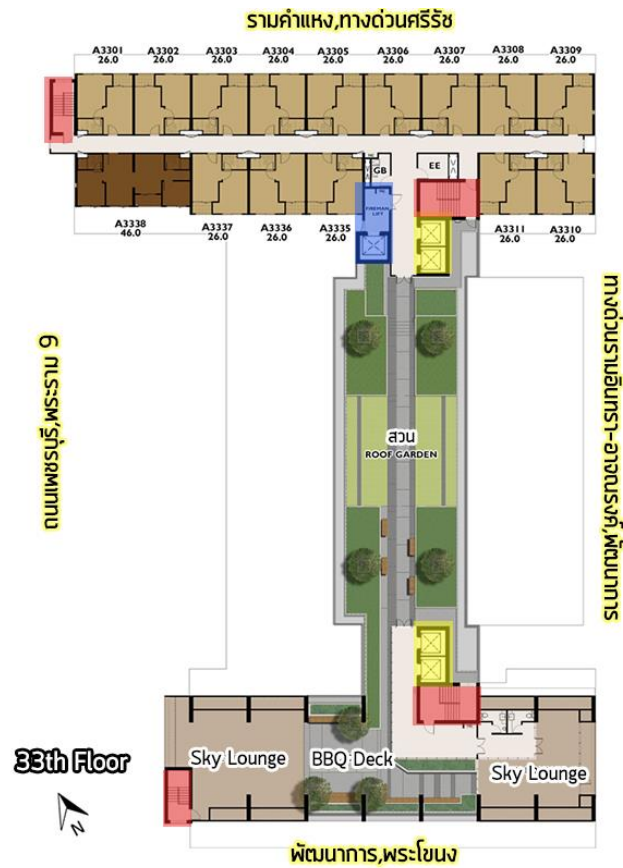 รามคำแหง,ทางด่วนศรีรัช
A3301
26.0
A3302
26.0
A3303
26.0
A3304
26.0
A3305
26.0
A3306
26.0
A3307
26.0
A3308
26.0
A3309
26.0
GB
EE
FIREMAN
LIFT
A3338
46.0
A3337
26.0
A3336
26.0
A3335
26.0
A3311
26.0
A3310
26.0
ถนนเพชรบุรี,พระราม 9
ทางด่วนรามอินทรา-อาจณรงค์,พัฒนาการ
สวน
ROOF GARDEN
33th Floor
N
Sky Lounge
BBQ Deck
Sky Lounge
พัฒนาการ,พระโขนง